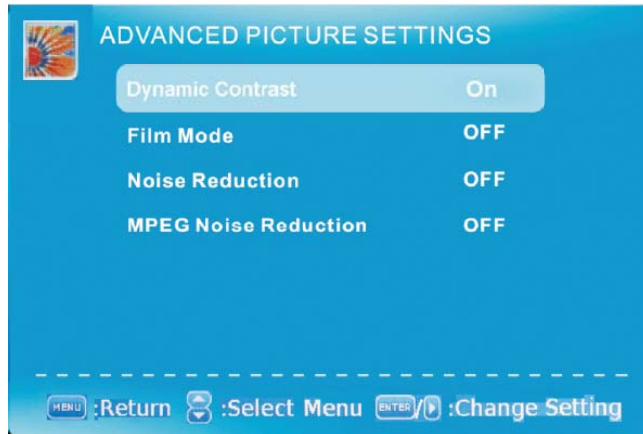 ADVANCED PICTURE SETTINGS
Dynamic Contrast On
Film Mode OFF
Noise Reduction OFF
MPEG Noise Reduction OFF
MENU :Return :Select Menu ENTER / :Change Setting